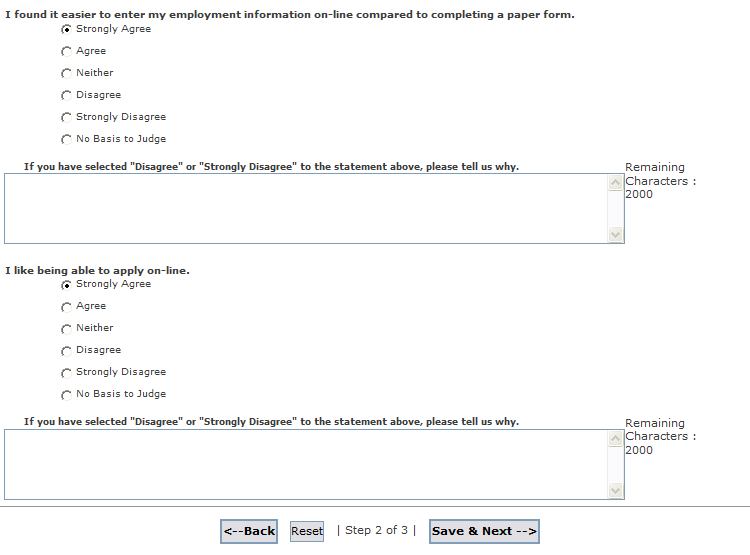 I found it easier to enter my employment information on-line compared to completing a paper form.
Strongly Agree
Agree
Neither
Disagree
Strongly Disagree
No Basis to Judge
If you have selected "Disagree" or "Strongly Disagree" to the statement above, please tell us why.
Remaining
Characters :
2000
I like being able to apply on-line.
Strongly Agree
Agree
Neither
Disagree
Strongly Disagree
No Basis to Judge
If you have selected "Disagree" or "Strongly Disagree" to the statement above, please tell us why.
Remaining
Characters :
2000
<--Back Reset | Step 2 of 3 | Save & Next -->